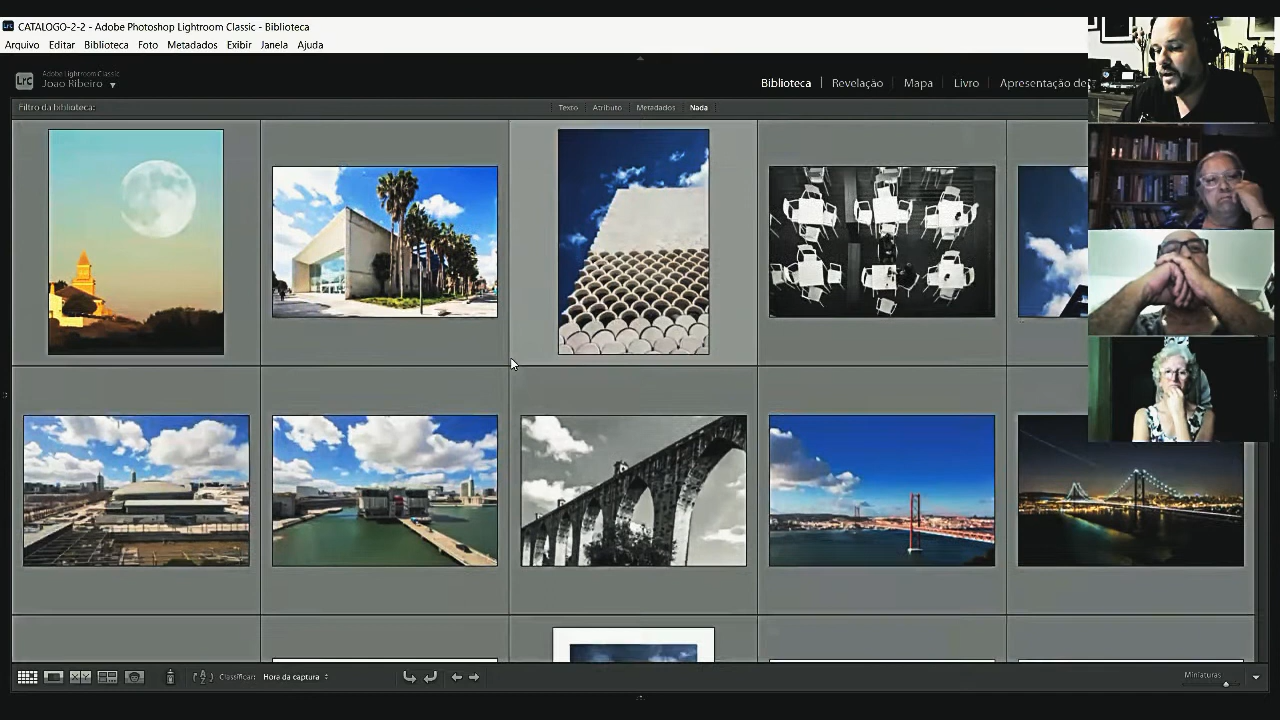 CATALOGO-2-2 - Adobe Photoshop Lightroom Classic - Biblioteca
Arquivo Editar Biblioteca Foto Metadados Exibir Janela Ajuda
Lrc
Adobe Lightroom Classic
Joao Ribeiro
Biblioteca | Revelação | Mapa | Livro | Apresentação de
Filtro da biblioteca: Texto Atributo Metadados Nada
Classificar: Hora da captura Miniaturas